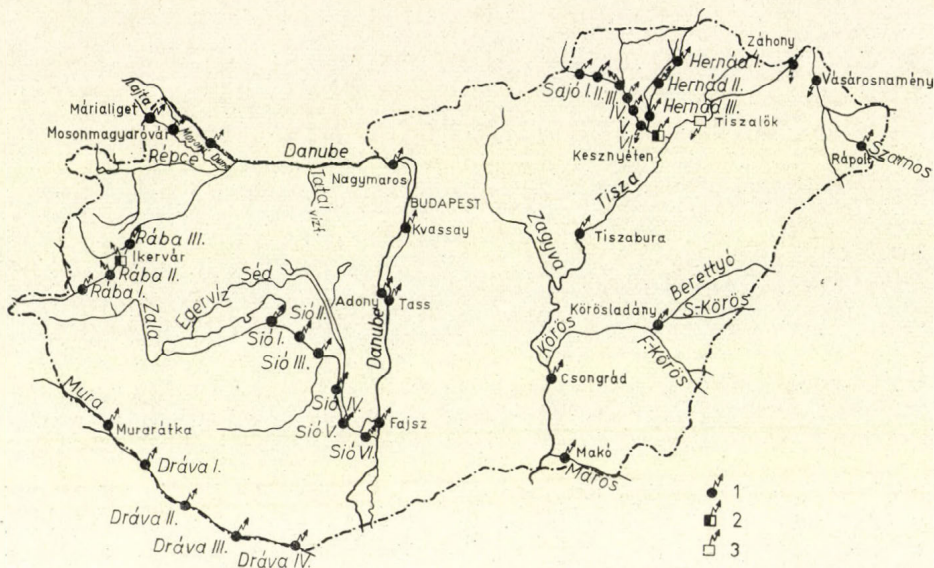 Záhony
Hernád I.
Vásárosnamény
Sajó I.
II.
III.
Hernád II.
Lajta
Márialiget
IV.
Hernád III.
V.
Tiszalök
Mosonmagyaróvár
VI.
Répce
Danube
Kesznyéten
Szamos
Rápolt
Nagymaros
Tatai
vízf.
Tisza
BUDAPEST
Kvassay
Zagyva
Tiszabura
Rába III.
Ikervár
Rába II.
Rába I.
Séd
Egervíz
Berettyó
Zala
Sió II.
Adony
Tass
Körösladány
S-Körös
Sió I.
Danube
Körös
Sió III.
F-Körös
Mura
Csongrád
Sió IV.
Murarátka
Sió V.
Fajsz
Sió VI.
Makó
Maros
Dráva I.
1
Dráva II.
2
Dráva III.
3
Dráva IV.